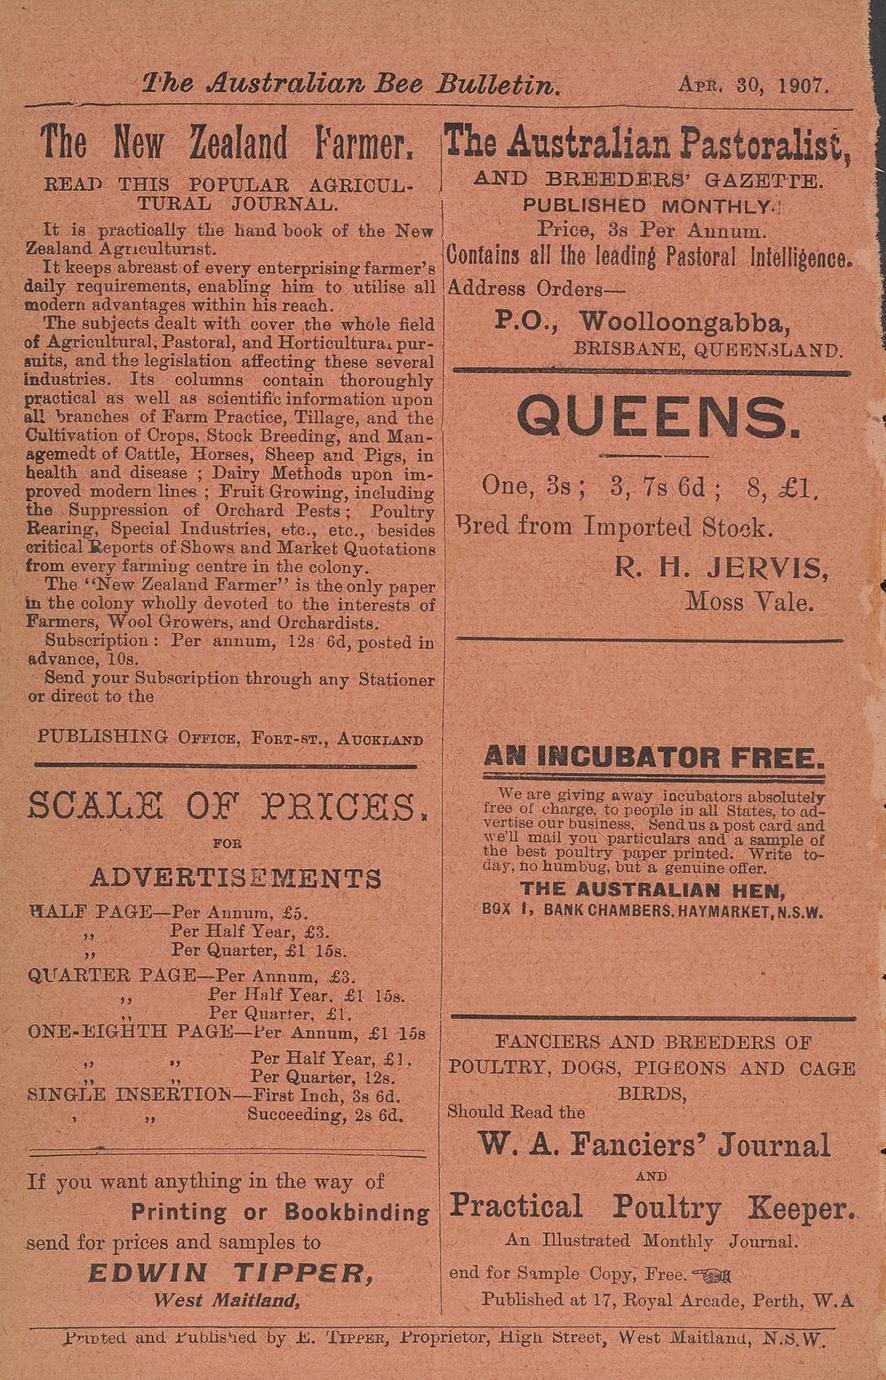 The Australian Bee Bulletin. APR. 30, 1907.
The New Zealand Farmer.
READ THIS POPULAR AGRICUL-
TURAL JOURNAL.
It is practically the hand book of the New
Zealand Agriculturist.
It keeps abreast of every enterprising farmer's
daily requirements, enabling him to utilise all
modern advantages within his reach.
The subjects dealt with cover the whole field
of Agricultural, Pastoral, and Horticultural pur-
suits, and the legislation affecting these several
industries. Its columns contain thoroughly
practical as well as scientific information upon
all branches of Farm Practice, Tillage, and the
Cultivation of Crops, Stock Breeding, and Man-
agemedt of Cattle, Horses, Sheep and Pigs, in
health and disease ; Dairy Methods upon im-
proved modern lines ; Fruit Growing, including
the Suppression of Orchard Pests ; Poultry
Rearing, Special Industries, etc., etc., besides
critical Reports of Shows and Market Quotations
from every farming centre in the colony.
The "New Zealand Farmer" is the only paper
in the colony wholly devoted to the interests of
Farmers, Wool Growers, and Orchardists.
Subscription : Per annum, 12s 6d, posted in
advance, 10s.
Send your Subscription through any Stationer
or direct to the
PUBLISHING OFFICE, FORT-ST., AUCKLAND
SCALE OF PRICES.
FOR
ADVERTISEMENTS
HALF PAGE—Per Annum, £5.
,, Per Half Year, £3.
,, Per Quarter, £1 15s.
QUARTER PAGE—Per Annum, £3.
,, Per Half Year. £1 15s.
,, Per Quarter, £1.
ONE-EIGHTH PAGE—Per Annum, £1 15s
,, ,, Per Half Year, £1.
,, ,, Per Quarter, 12s.
SINGLE INSERTION—First Inch, 3s 6d.
, ,, Succeeding, 2s 6d.
If you want anything in the way of
Printing or Bookbinding
send for prices and samples to
EDWIN TIPPER,
West Maitland,
The Australian Pastoralist,
AND BREEDERS' GAZETTE.
PUBLISHED MONTHLY.
Price, 3s Per Annum.
Contains all the leading Pastoral Intelligence.
Address Orders—
P.O., Woolloongabba,
BRISBANE, QUEENSLAND.
QUEENS.
One, 3s ; 3, 7s 6d ; 8, £1.
Bred from Imported Stock.
R. H. JERVIS,
Moss Vale.
AN INCUBATOR FREE.
We are giving away incubators absolutely
free of charge, to people in all States, to ad-
vertise our business, Send us a post card and
we'll mail you particulars and a sample of
the best poultry paper printed. Write to-
day, no humbug, but a genuine offer.
THE AUSTRALIAN HEN,
BOX 1, BANK CHAMBERS, HAYMARKET, N.S.W.
FANCIERS AND BREEDERS OF
POULTRY, DOGS, PIGEONS AND CAGE
BIRDS,
Should Read the
W. A. Fanciers' Journal
AND
Practical Poultry Keeper.
An Illustrated Monthly Journal.
end for Sample Copy, Free.
Published at 17, Royal Arcade, Perth, W.A
Printed and Published by E. TIPPER, Proprietor, High Street, West Maitland, N.S.W.